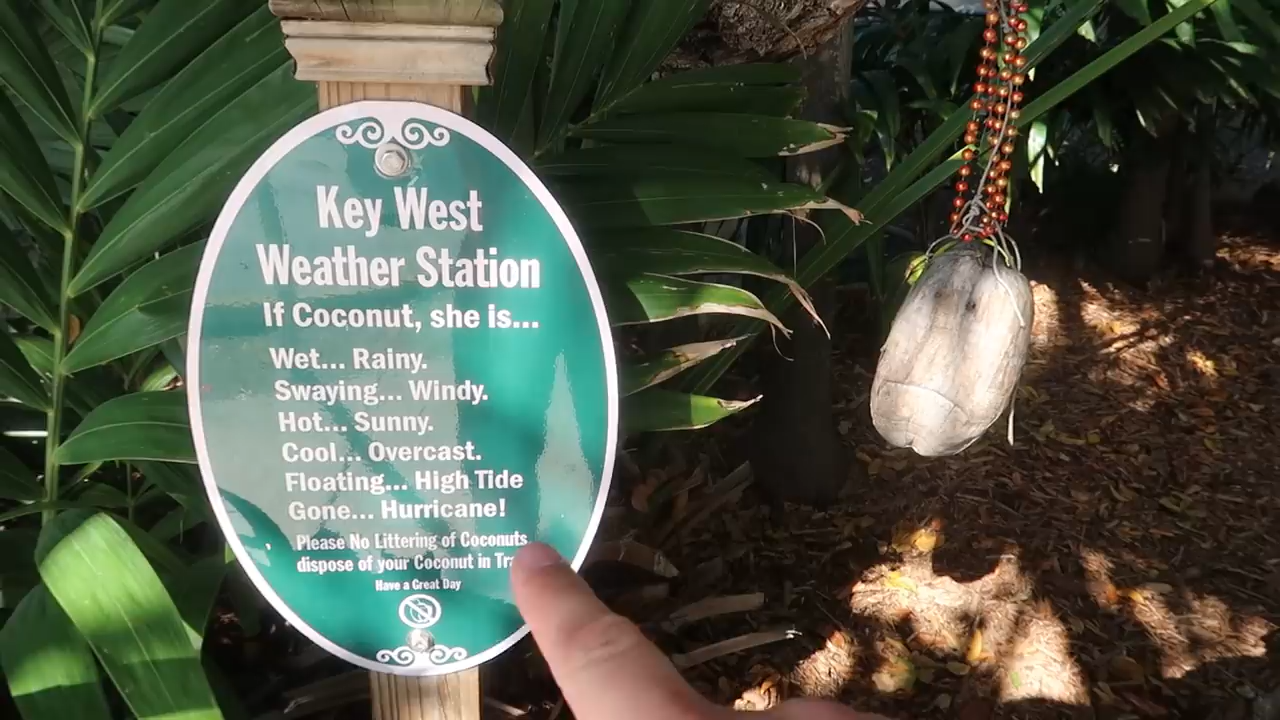 Key West
Weather Station
If Coconut, she is...
Wet... Rainy.
Swaying... Windy.
Hot... Sunny.
Cool... Overcast.
Floating... High Tide
Gone... Hurricane!
Please No Littering of Coconuts
dispose of your Coconut in
Have a Great Day